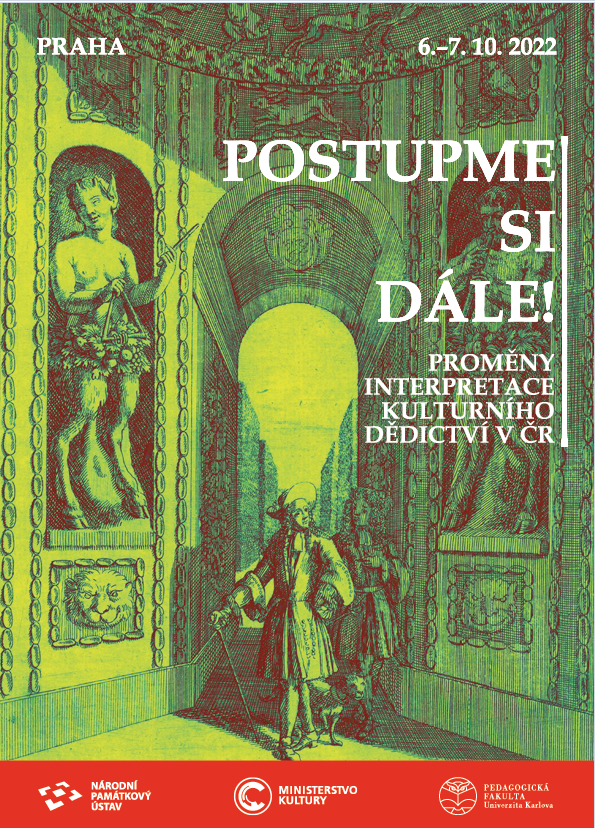 PRAHA
6.–7. 10. 2022
POSTUPME
SI
DÁLE!
PROMĚNY
INTERPRETACE
KULTURNÍHO
DĚDICTVÍ V ČR
NÁRODNÍ
PAMÁTKOVÝ
ÚSTAV
MINISTERSTVO
KULTURY
PEDAGOGICKÁ
FAKULTA
Univerzita Karlova